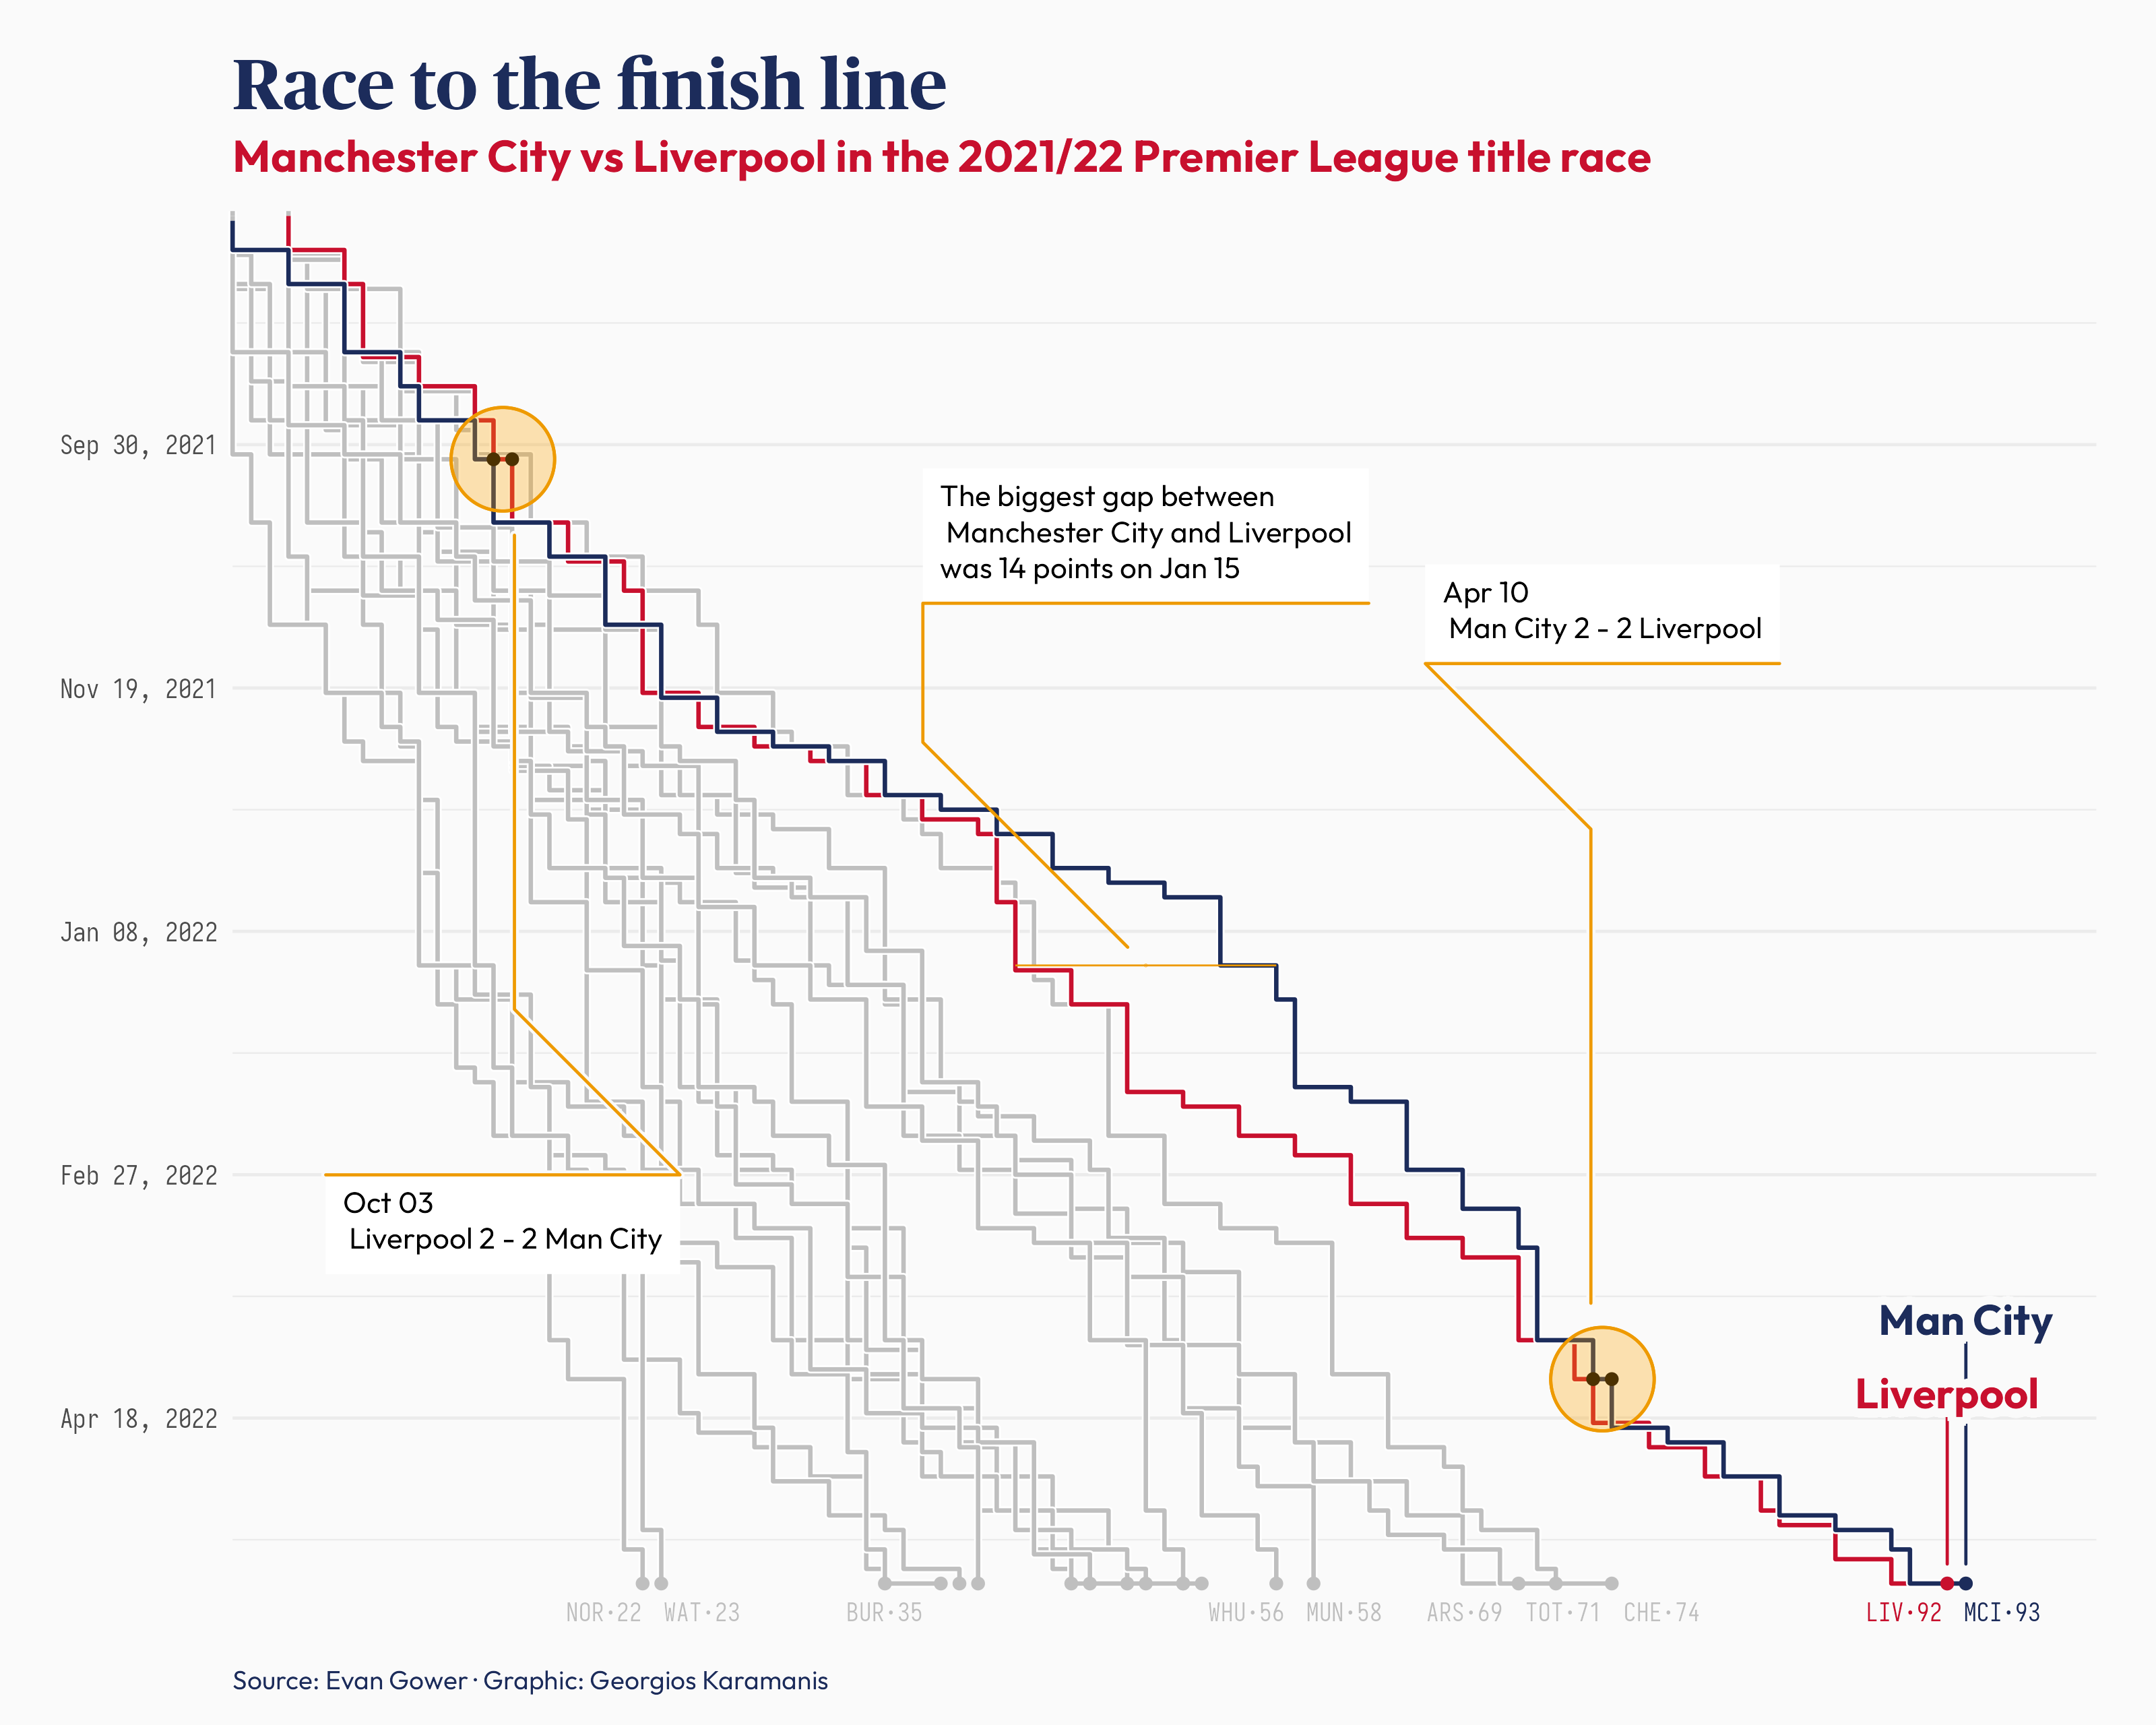 Race to the finish line
Manchester City vs Liverpool in the 2021/22 Premier League title race
Sep 30, 2021
The biggest gap between
Manchester City and Liverpool
was 14 points on Jan 15
Apr 10
Man City 2 - 2 Liverpool
Nov 19, 2021
Jan 08, 2022
Feb 27, 2022
Oct 03
Liverpool 2 - 2 Man City
Man City
Liverpool
Apr 18, 2022
NOR·22 WAT·23 BUR·35 WHU·56 MUN·58 ARS·69 TOT·71 CHE·74 LIV·92 MCI·93
Source: Evan Gower · Graphic: Georgios Karamanis